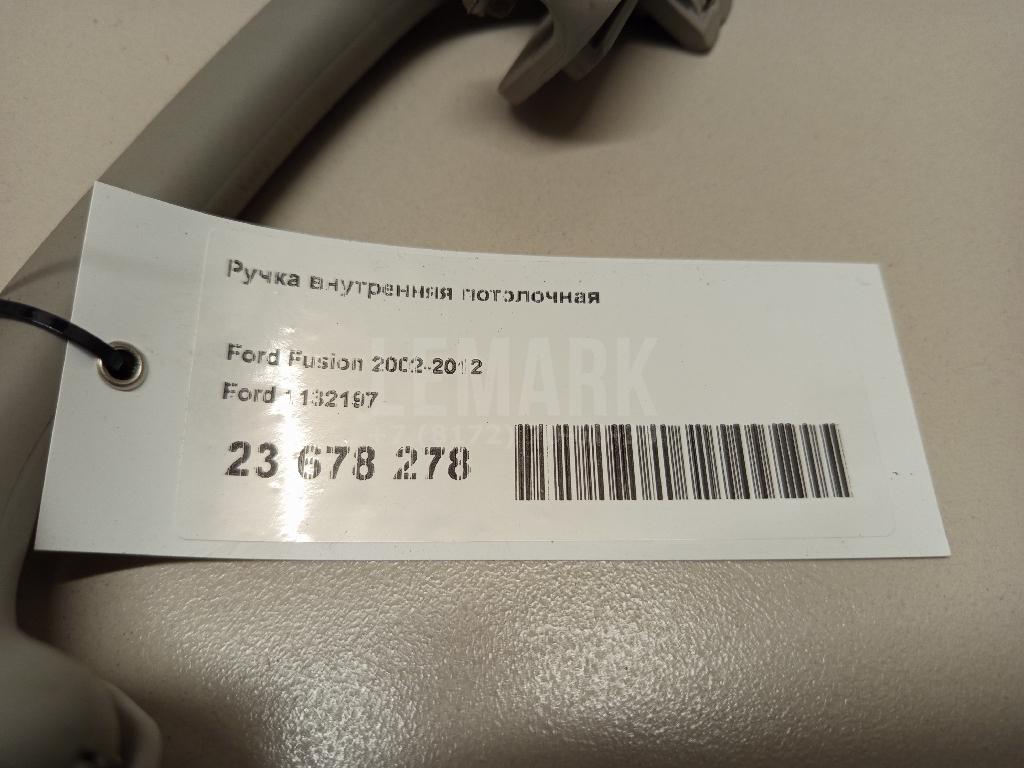 Ручка внутренняя потолочная
Ford Fusion 2002-2012
Ford 1132197
23 678 278
LEMARK